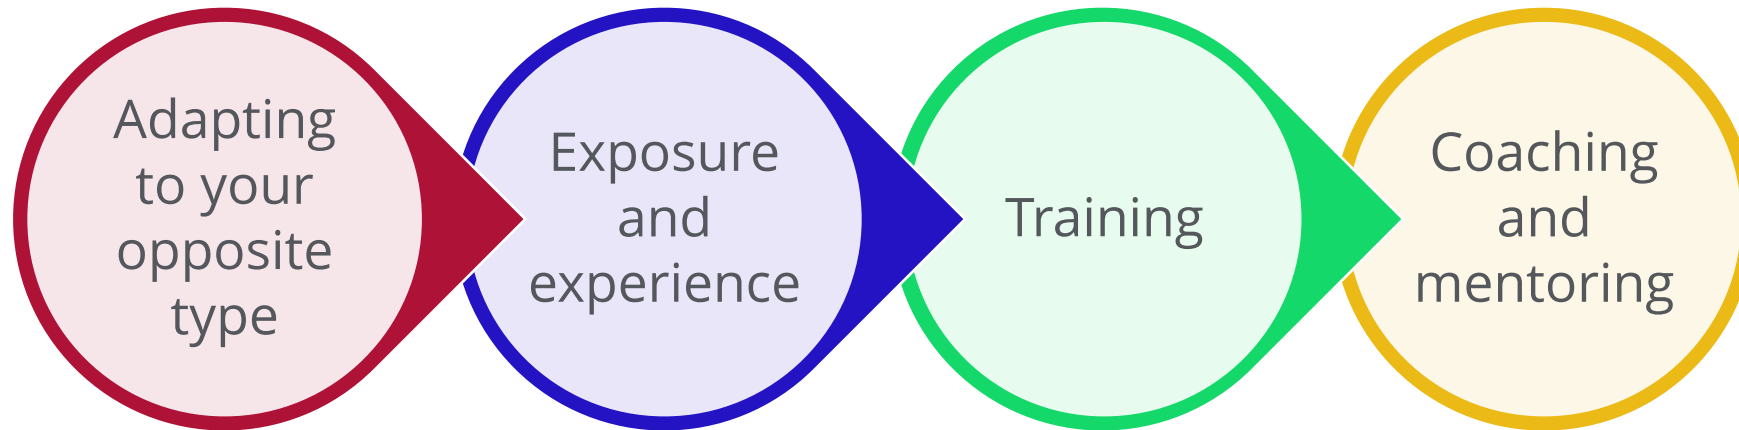 Adapting
to your
opposite
type
Exposure
and
experience
Training
Coaching
and
mentoring